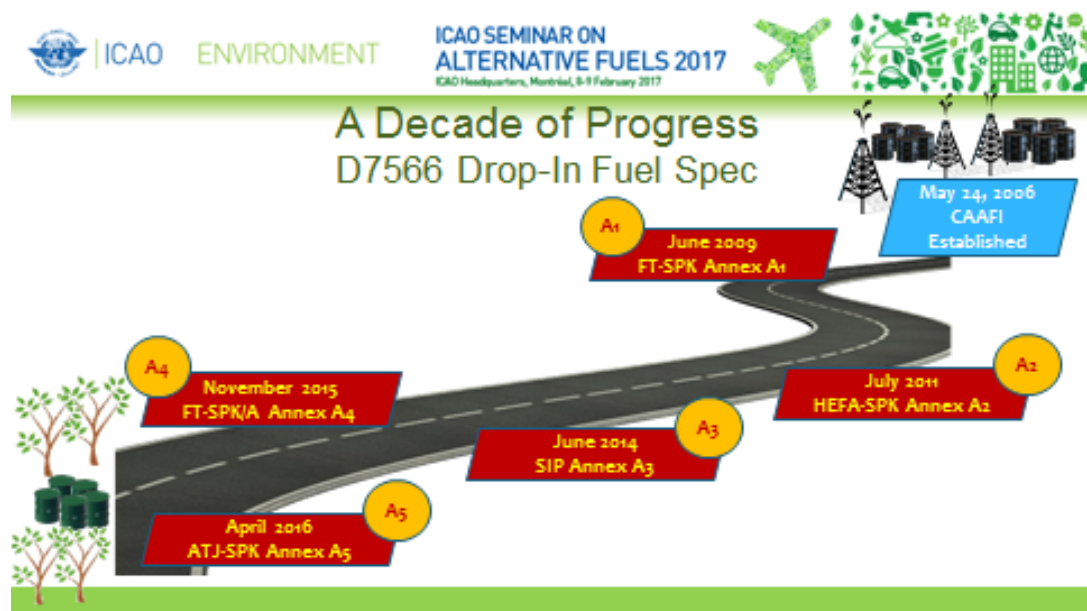 ICAO
ENVIRONMENT
ICAO SEMINAR ON
ALTERNATIVE FUELS 2017
ICAO Headquarters, Montréal, 8-9 February 2017
A Decade of Progress
D7566 Drop-In Fuel Spec
May 24, 2006
CAAFI
Established
A1
June 2009
FT-SPK Annex A1
A2
July 2011
HEFA-SPK Annex A2
A3
June 2014
SIP Annex A3
A4
November 2015
FT-SPK/A Annex A4
A5
April 2016
ATJ-SPK Annex A5